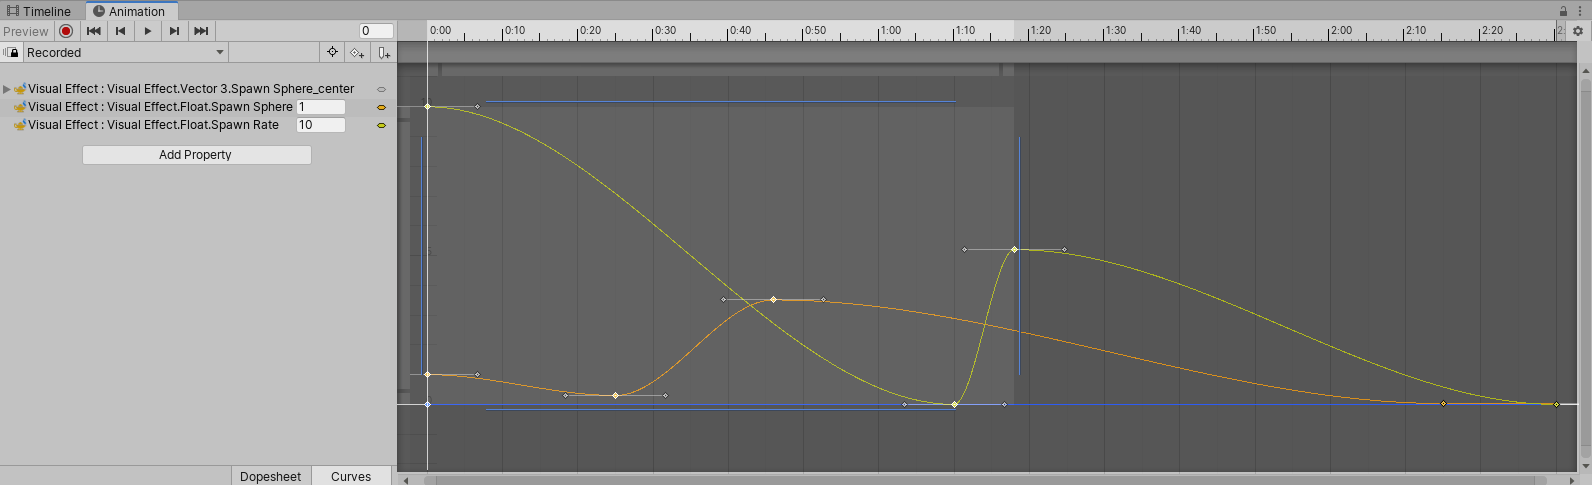 Timeline
Animation
Preview
0
0:00 0:10 0:20 0:30 0:40 0:50 1:00 1:10 1:20 1:30 1:40 1:50 2:00 2:10 2:20
Recorded
Visual Effect : Visual Effect.Vector 3.Spawn Sphere_center
Visual Effect : Visual Effect.Float.Spawn Sphere 1
Visual Effect : Visual Effect.Float.Spawn Rate 10
Add Property
Dopesheet
Curves